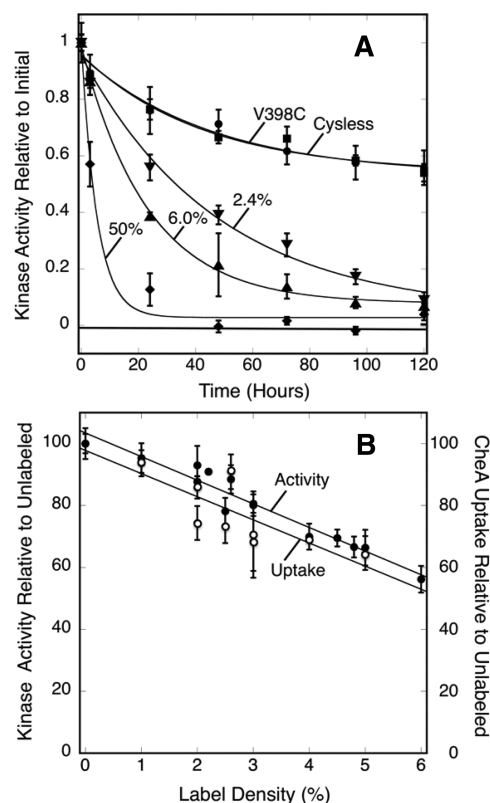 A
Kinase Activity Relative to Initial
1
0.8
0.6
0.4
0.2
0
V398C
Cysless
2.4%
6.0%
50%
0 20 40 60 80 100 120
Time (Hours)
B
Kinase Activity Relative to Unlabeled
100
80
60
40
20
0
Activity
Uptake
100
80
60
40
20
0
CheA Uptake Relative to Unlabeled
0 1 2 3 4 5 6
Label Density (%)